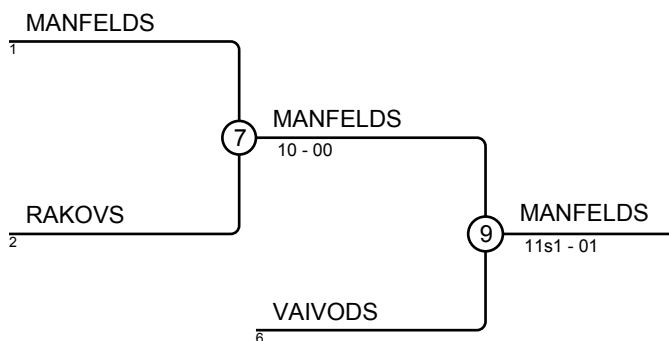 MANFELDS
1
7
MANFELDS
10 - 00
RAKOVS
2
9
MANFELDS
11s1 - 01
VAIVODS
6